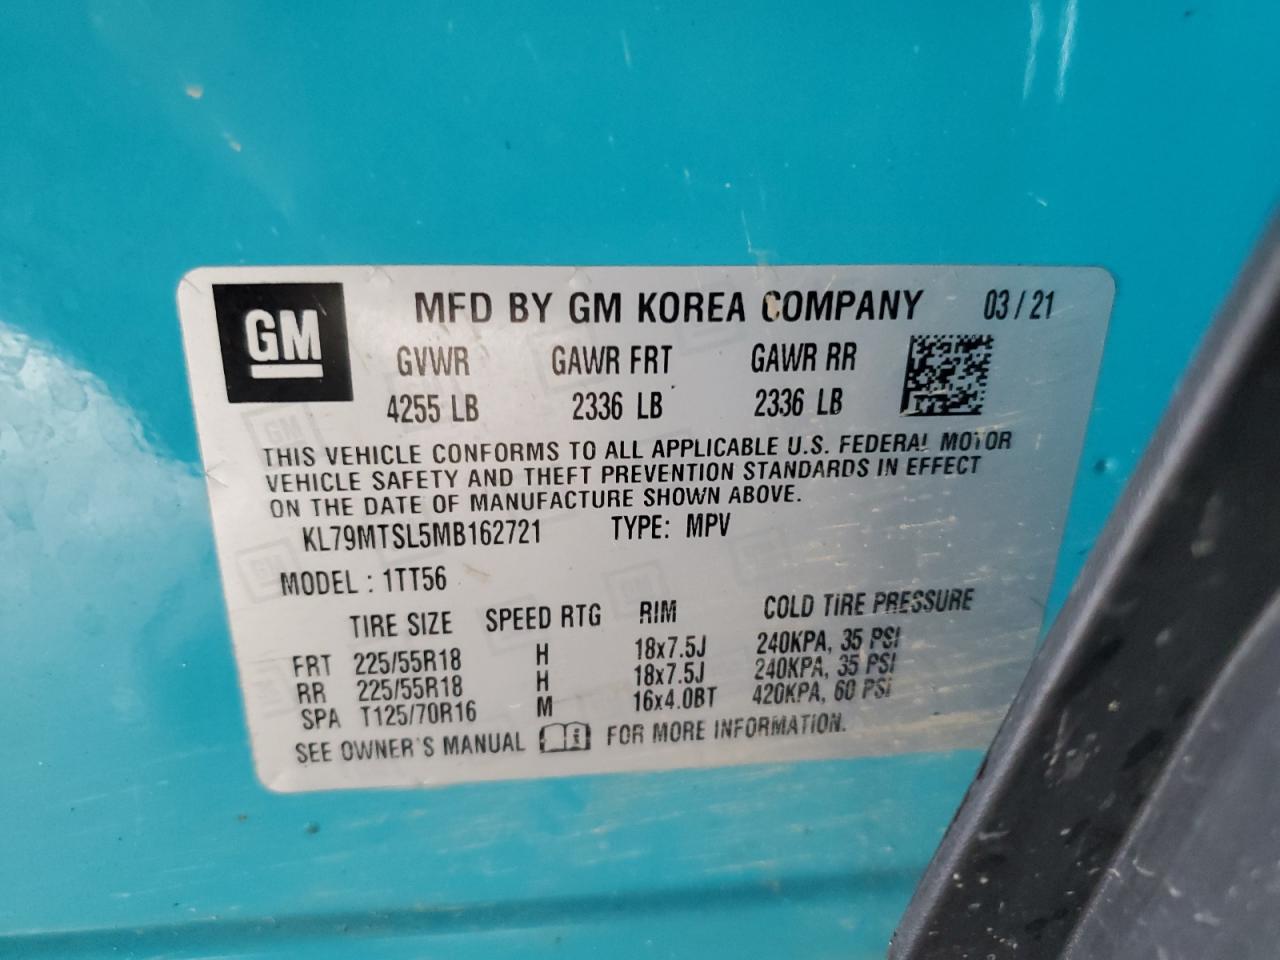 GM
MFD BY GM KOREA COMPANY 03/21
GVWR GAWR FRT GAWR RR
4255 LB 2336 LB 2336 LB
THIS VEHICLE CONFORMS TO ALL APPLICABLE U.S. FEDERAL MOTOR
VEHICLE SAFETY AND THEFT PREVENTION STANDARDS IN EFFECT
ON THE DATE OF MANUFACTURE SHOWN ABOVE.
KL79MTSL5MB162721 TYPE: MPV
MODEL : 1TT56
TIRE SIZE SPEED RTG RIM COLD TIRE PRESSURE
FRT 225/55R18 H 18x7.5J 240KPA, 35 PSI
RR 225/55R18 H 18x7.5J 240KPA, 35 PSI
SPA T125/70R16 M 16x4.0BT 420KPA, 60 PSI
SEE OWNER'S MANUAL FOR MORE INFORMATION.